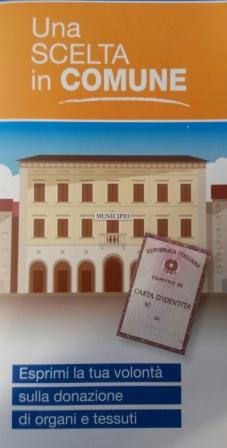 Una
SCELTA
in COMUNE
MUNICIPIO
REPUBBLICA ITALIANA
COMUNE DI
CARTA D'IDENTITA'
N°
Esprimi la tua volontà
sulla donazione
di organi e tessuti